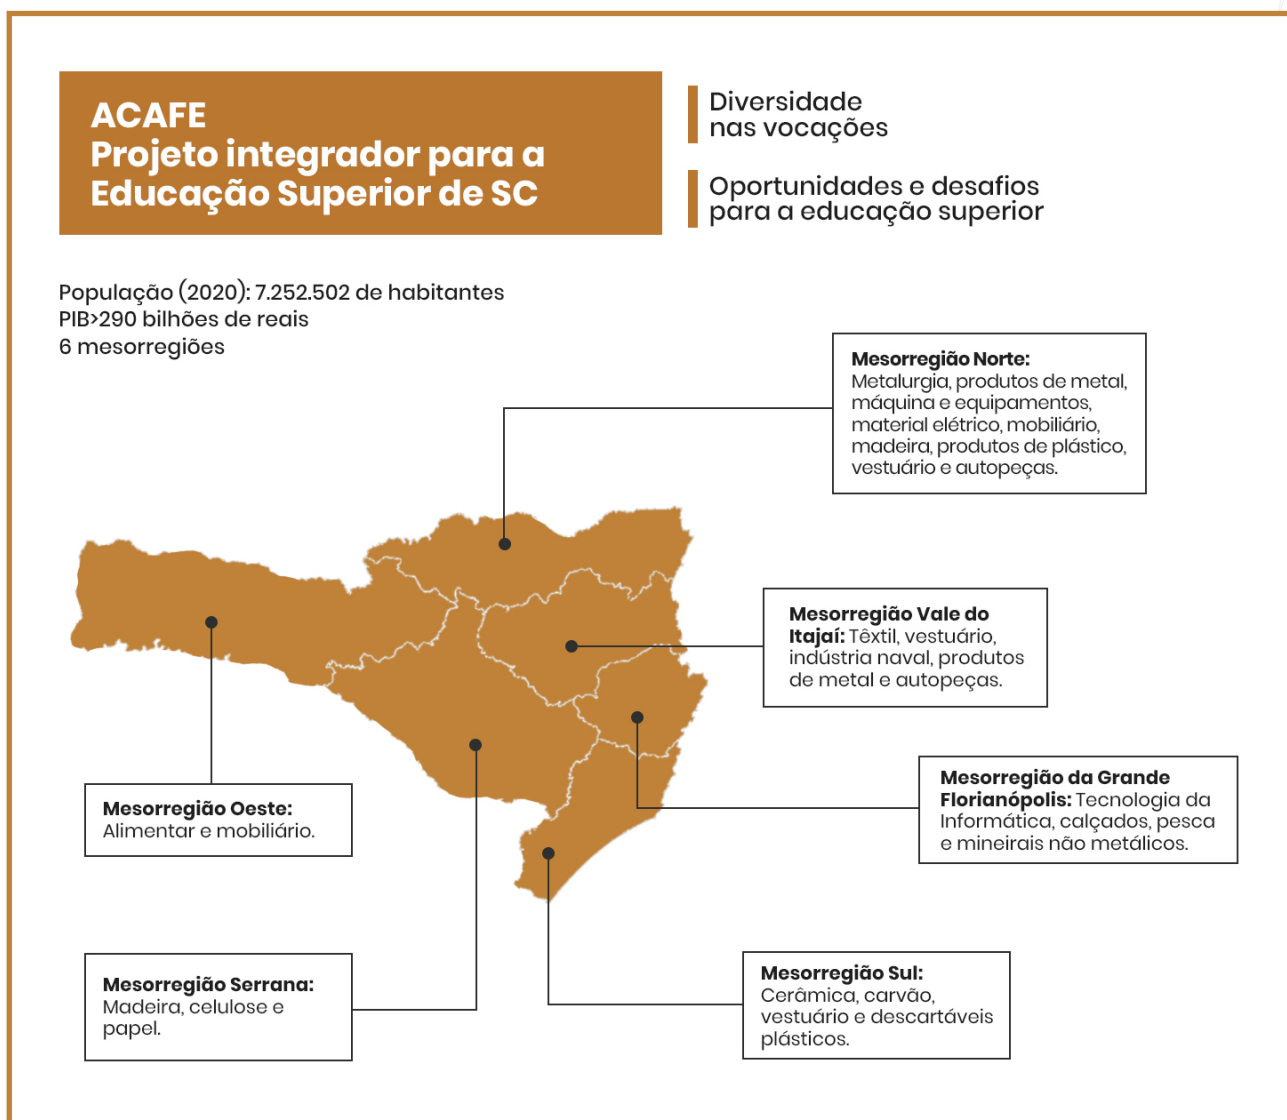 ACAFE
Projeto integrador para a
Educação Superior de SC
Diversidade
nas vocações
Oportunidades e desafios
para a educação superior
População (2020): 7.252.502 de habitantes
PIB>290 bilhões de reais
6 mesorregiões
Mesorregião Norte:
Metalurgia, produtos de metal,
máquina e equipamentos,
material elétrico, mobiliário,
madeira, produtos de plástico,
vestuário e autopeças.
Mesorregião Vale do
Itajaí: Têxtil, vestuário,
indústria naval, produtos
de metal e autopeças.
Mesorregião da Grande
Florianópolis: Tecnologia da
Informática, calçados, pesca
e mineirais não metálicos.
Mesorregião Oeste:
Alimentar e mobiliário.
Mesorregião Serrana:
Madeira, celulose e
papel.
Mesorregião Sul:
Cerâmica, carvão,
vestuário e descartáveis
plásticos.